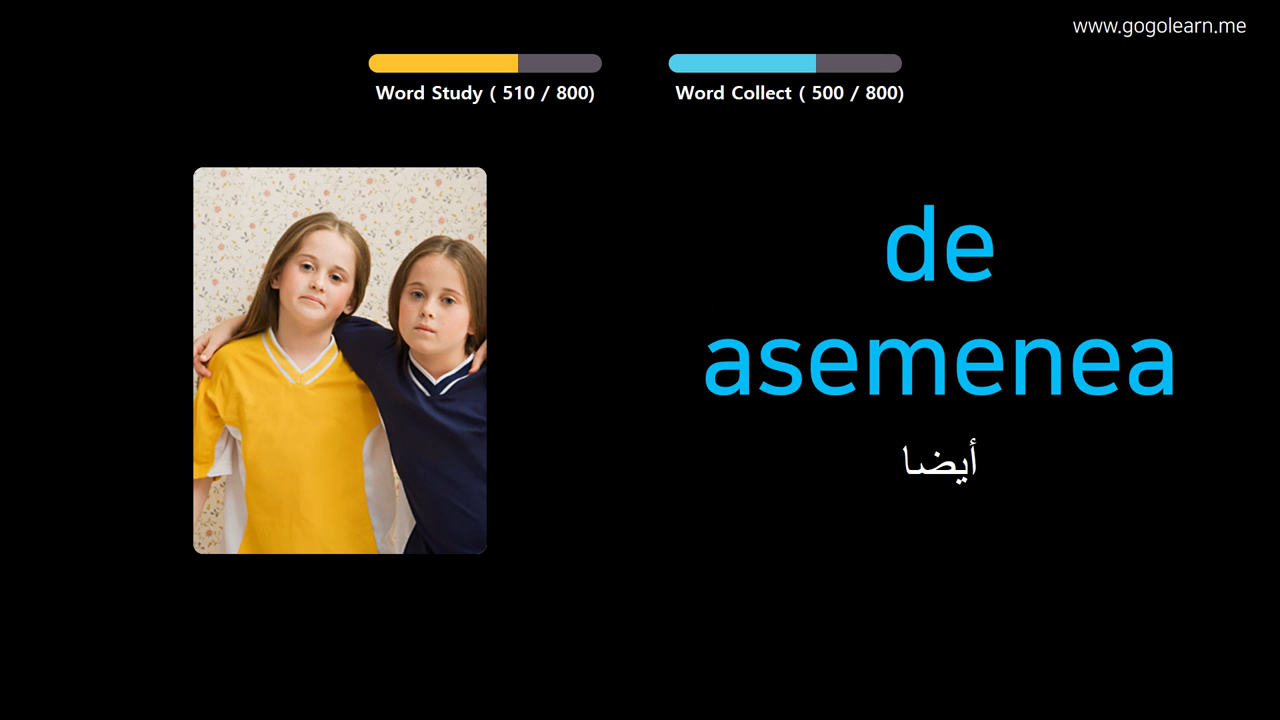 www.gogolearn.me
Word Study ( 510 / 800)
Word Collect ( 500 / 800)
de
asemenea
أيضا